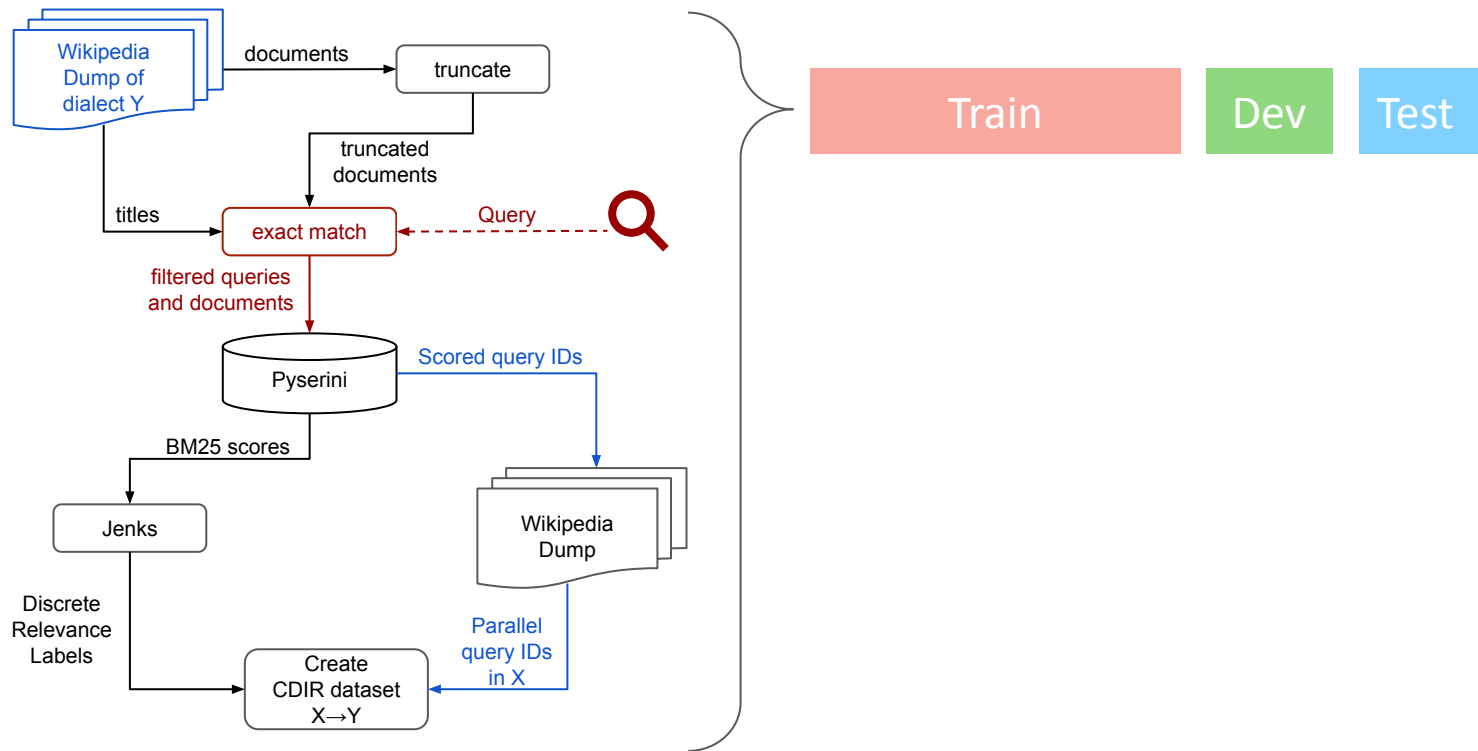 Wikipedia
Dump of
dialect Y
documents
truncate
Train
Dev
Test
truncated
documents
titles
exact match
Query
filtered queries
and documents
Pyserini
Scored query IDs
BM25 scores
Jenks
Wikipedia
Dump
Discrete
Relevance
Labels
Parallel
query IDs
in X
Create
CDIR dataset
X→Y